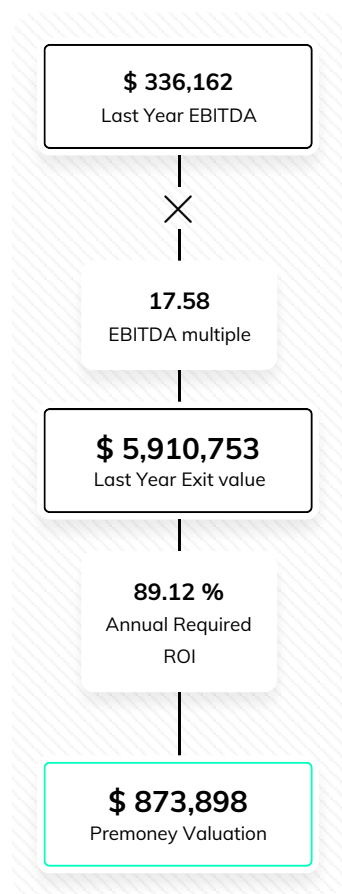 $ 336,162
Last Year EBITDA
17.58
EBITDA multiple
$ 5,910,753
Last Year Exit value
89.12 %
Annual Required
ROI
$ 873,898
Premoney Valuation